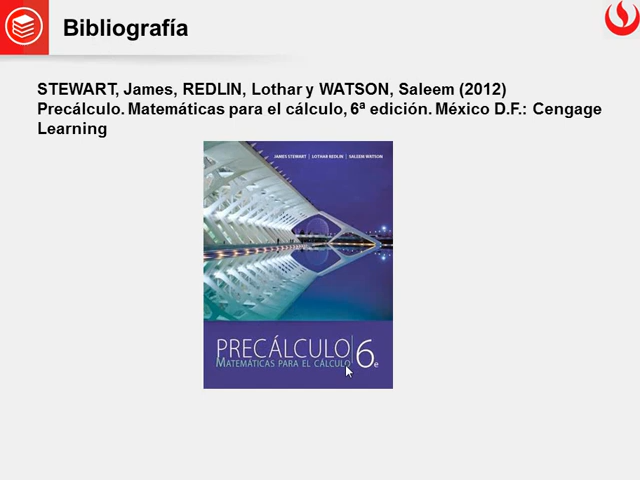 Bibliografía
STEWART, James, REDLIN, Lothar y WATSON, Saleem (2012)
Precálculo. Matemáticas para el cálculo, 6ª edición. México D.F.: Cengage
Learning
JAMES STEWART | LOTHAR REDLIN | SALEEM WATSON
PRECÁLCULO 6e
MATEMÁTICAS PARA EL CÁLCULO